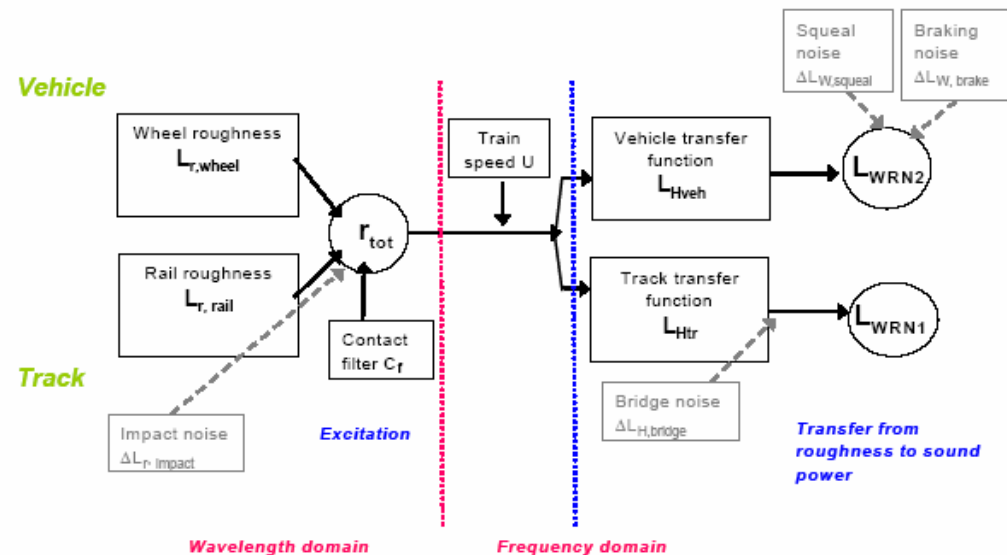 Squeal
noise
ΔLW,squeal
Braking
noise
ΔLW, brake
Vehicle
Wheel roughness
Lr,wheel
Train
speed U
Vehicle transfer
function
LHveh
LWRN2
rtot
Rail roughness
Lr, rail
Track transfer
function
LHtr
LWRN1
Contact
filter Cf
Track
Impact noise
ΔLr, impact
Excitation
Bridge noise
ΔLH,bridge
Transfer from
roughness to sound
power
Wavelength domain
Frequency domain